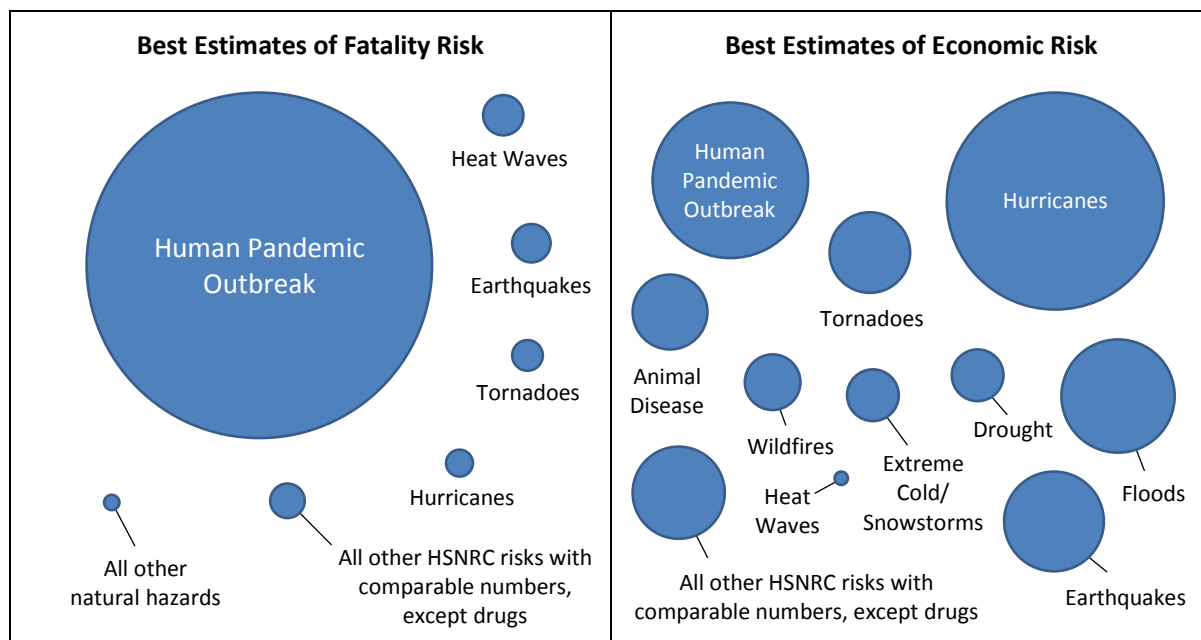 Best Estimates of Fatality Risk
Human Pandemic
Outbreak
Heat Waves
Earthquakes
Tornadoes
Hurricanes
All other
natural hazards
All other HSNRC risks with
comparable numbers,
except drugs
Best Estimates of Economic Risk
Human
Pandemic
Outbreak
Hurricanes
Tornadoes
Animal
Disease
Wildfires
Extreme
Cold/
Snowstorms
Drought
Floods
Heat
Waves
All other HSNRC risks with
comparable numbers, except drugs
Earthquakes